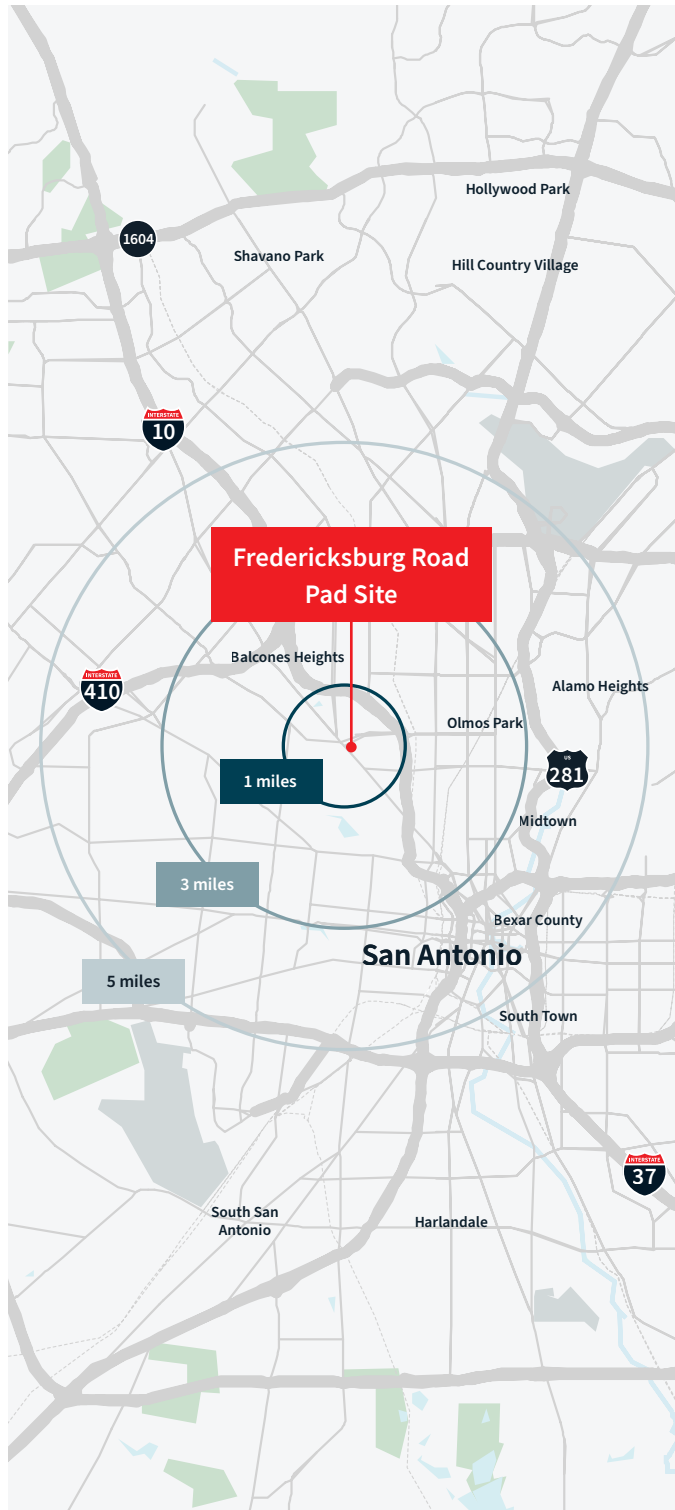 Hollywood Park
1604
Shavano Park
Hill Country Village
INTERSTATE
10
Fredericksburg Road
Pad Site
Balcones Heights
INTERSTATE
410
Alamo Heights
Olmos Park
US
281
1 miles
Midtown
3 miles
Bexar County
San Antonio
5 miles
South Town
INTERSTATE
37
South San
Antonio
Harlandale